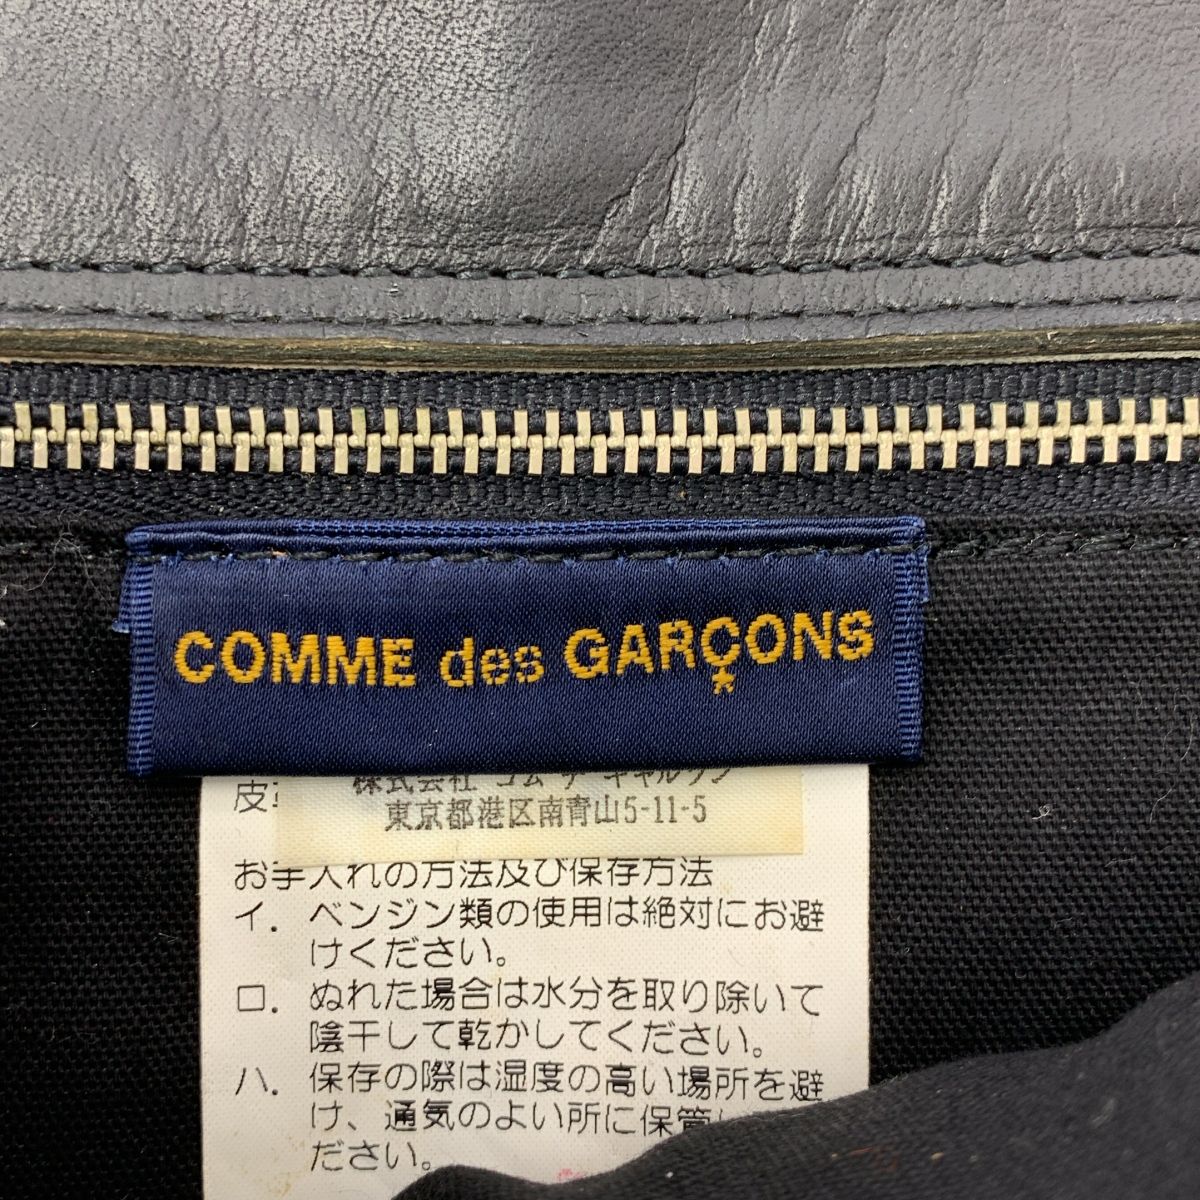 COMME des GARÇONS
株式会社 コム デ ギャルソン
皮
東京都港区南青山5-11-5
お手入れの方法及び保存方法
イ. ベンジン類の使用は絶対にお避
けください。
ロ. ぬれた場合は水分を取り除いて
陰干して乾かしてください。
ハ. 保存の際は湿度の高い場所を避
け、通気のよい所に保管
ださい。